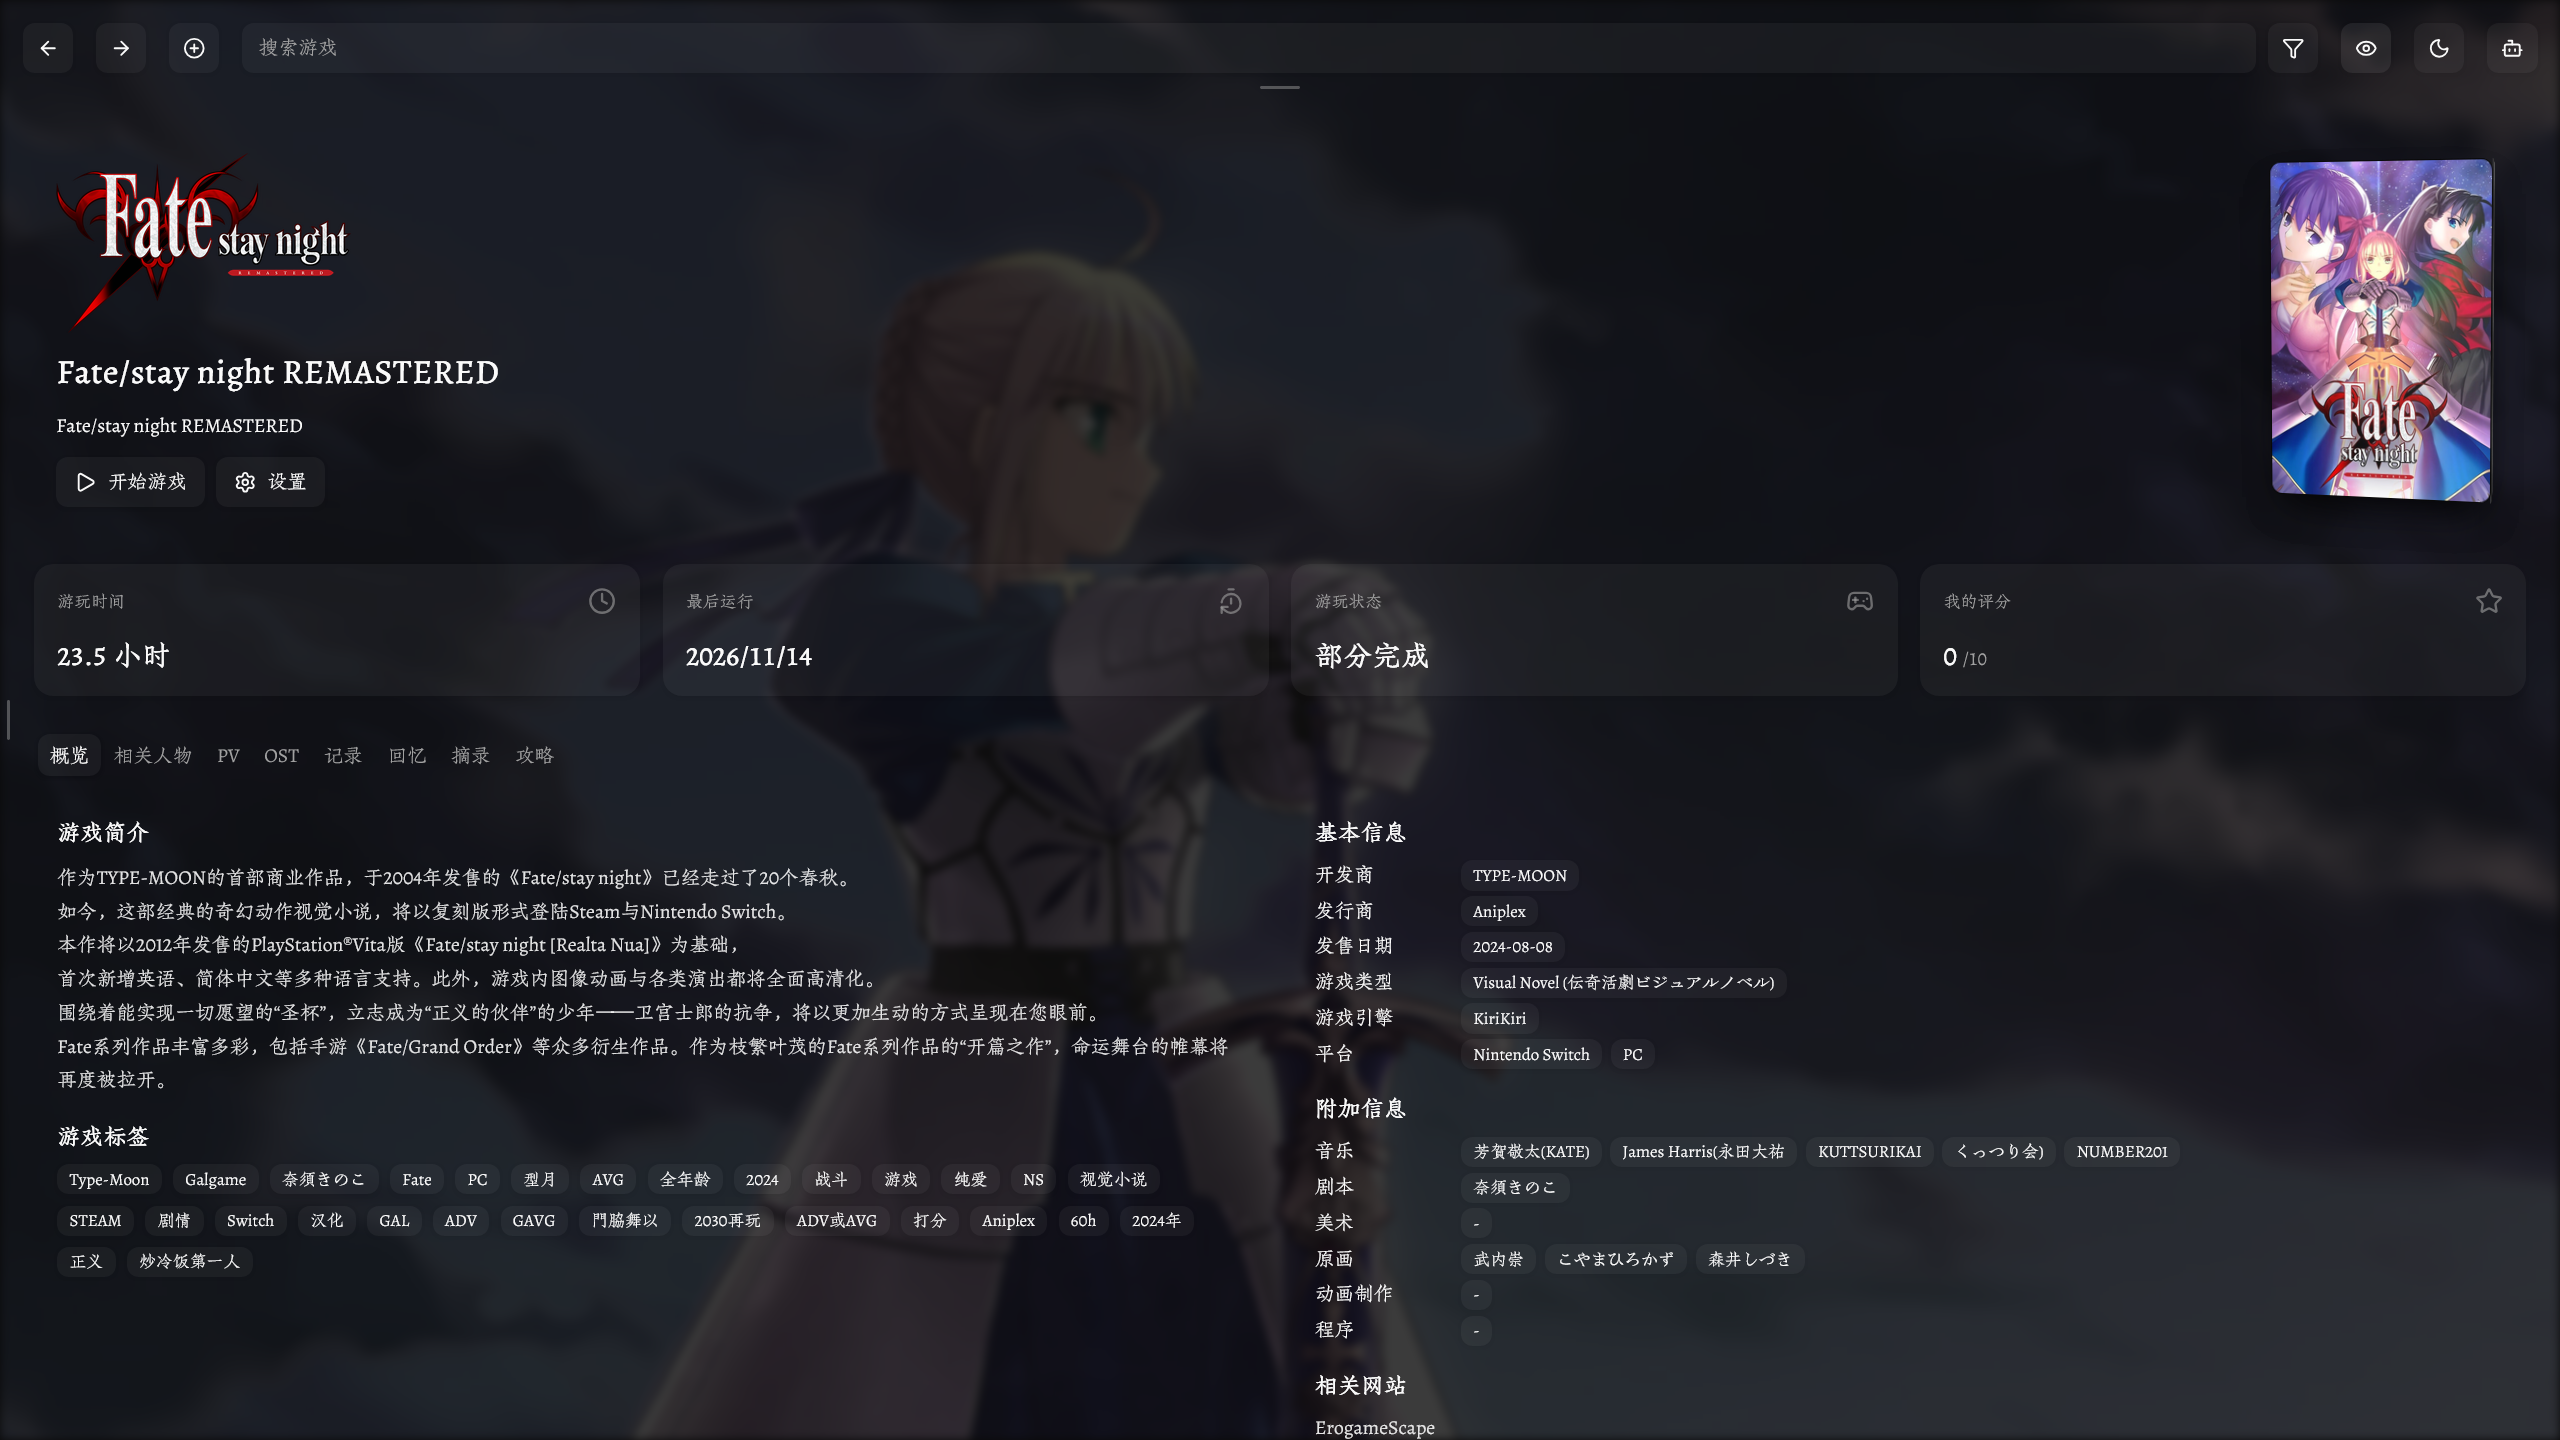 搜索游戏
Fate
stay night
REMASTERED
Fate/stay night REMASTERED
Fate/stay night REMASTERED
开始游戏 设置
Fate
stay night
游玩时间
23.5 小时
最后运行
2026/11/14
游玩状态
部分完成
我的评分
0 /10
概览 相关人物 PV OST 记录 回忆 摘录 攻略
游戏简介
作为TYPE-MOON的首部商业作品，于2004年发售的《Fate/stay night》已经走过了20个春秋。
如今，这部经典的奇幻动作视觉小说，将以复刻版形式登陆Steam与Nintendo Switch。
本作将以2012年发售的PlayStation®Vita版《Fate/stay night [Realta Nua]》为基础，
首次新增英语、简体中文等多种语言支持。此外，游戏内图像动画与各类演出都将全面高清化。
围绕着能实现一切愿望的“圣杯”，立志成为“正义的伙伴”的少年——卫宫士郎的抗争，将以更加生动的方式呈现在您眼前。
Fate系列作品丰富多彩，包括手游《Fate/Grand Order》等众多衍生作品。作为枝繁叶茂的Fate系列作品的“开篇之作”，命运舞台的帷幕将
再度被拉开。
游戏标签
Type-Moon Galgame 奈須きのこ Fate PC 型月 AVG 全年龄 2024 战斗 游戏 纯爱 NS 视觉小说
STEAM 剧情 Switch 汉化 GAL ADV GAVG 門脇舞以 2030再玩 ADV或AVG 打分 Aniplex 60h 2024年
正义 炒冷饭第一人
基本信息
开发商 TYPE-MOON
发行商 Aniplex
发售日期 2024-08-08
游戏类型 Visual Novel (伝奇活劇ビジュアルノベル)
游戏引擎 KiriKiri
平台 Nintendo Switch PC
附加信息
音乐 芳賀敬太(KATE) James Harris(永田大祐 KUTTSURIKAI くっつり会) NUMBER201
剧本 奈須きのこ
美术 -
原画 武内崇 こやまひろかず 森井しづき
动画制作 -
程序 -
相关网站
ErogameScape